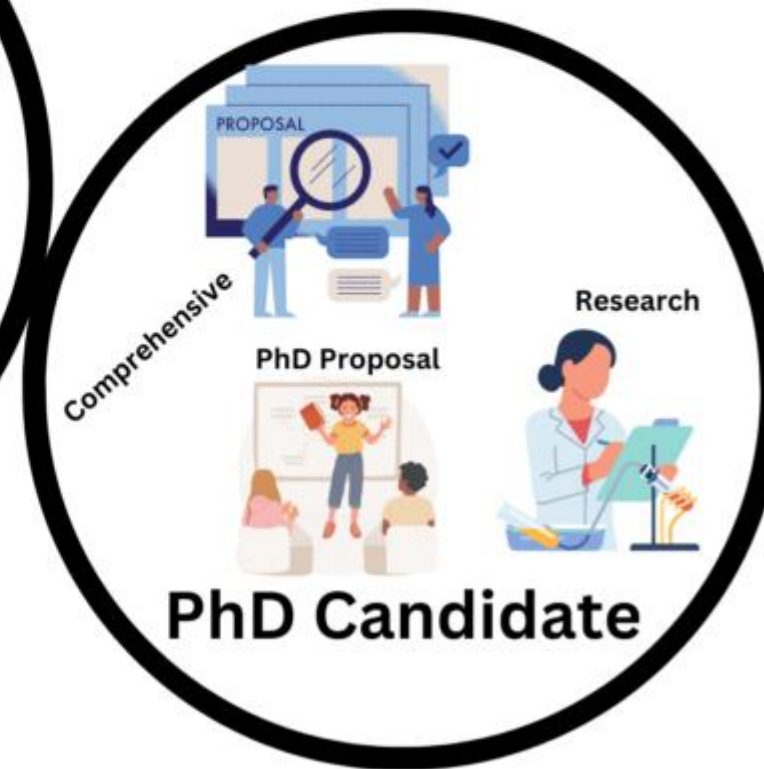 PROPOSAL
Comprehensive
Research
PhD Proposal
PhD Candidate